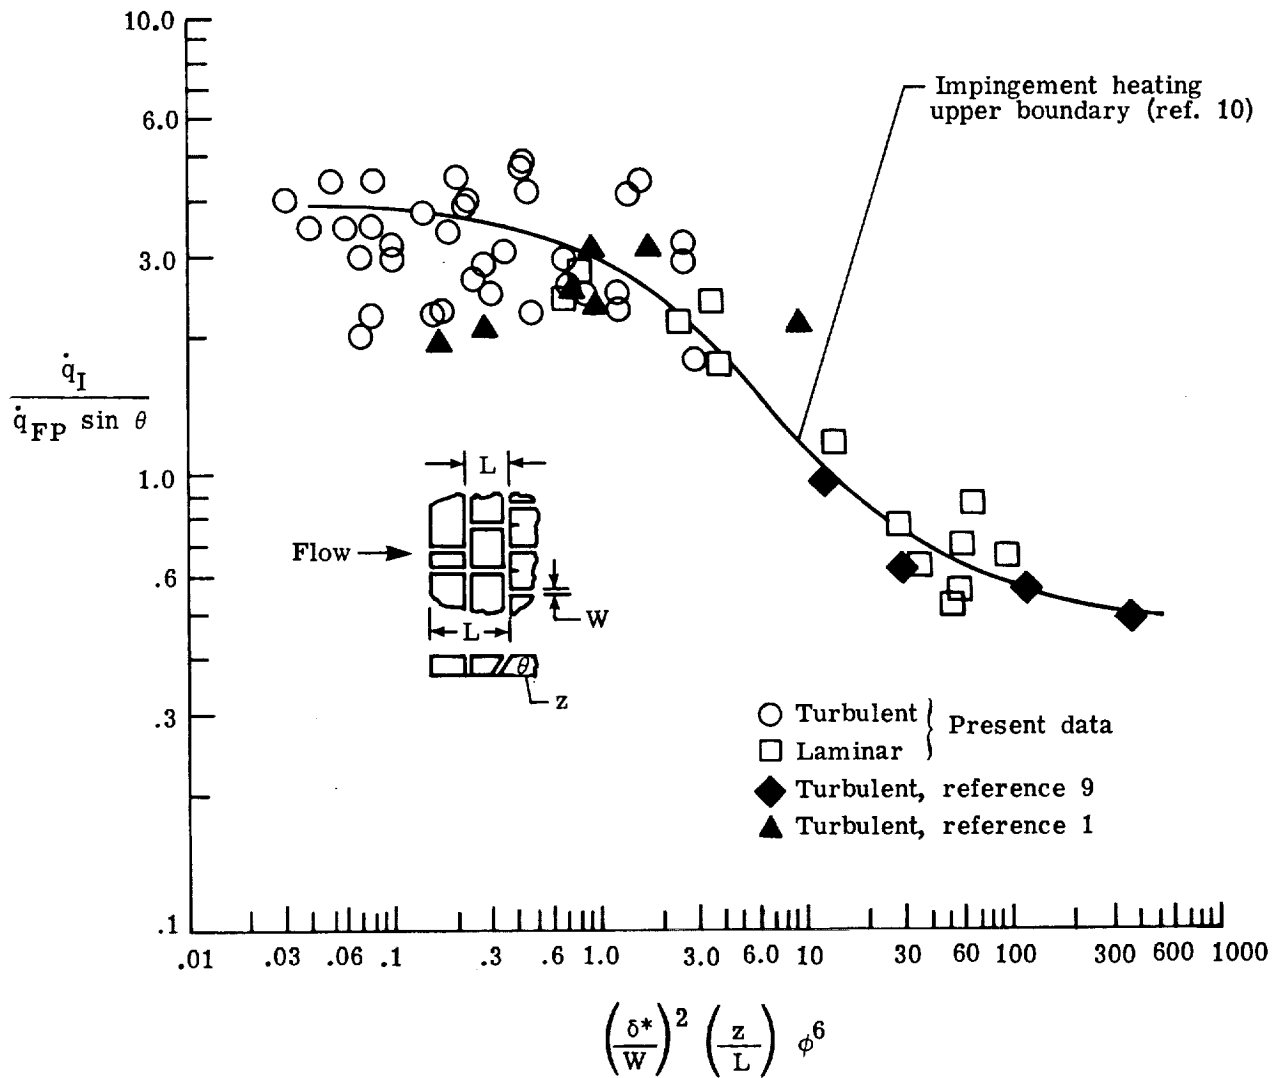 10.0
6.0
3.0
1.0
.6
.3
.1
q̇I
q̇FP sin θ
Impingement heating
upper boundary (ref. 10)
L
Flow
W
L
θ
z
Turbulent
Laminar
Present data
Turbulent, reference 9
Turbulent, reference 1
.01 .03 .06 .1 .3 .6 1.0 3.0 6.0 10 30 60 100 300 600 1000
(δ*/W)² (z/L) ϕ⁶